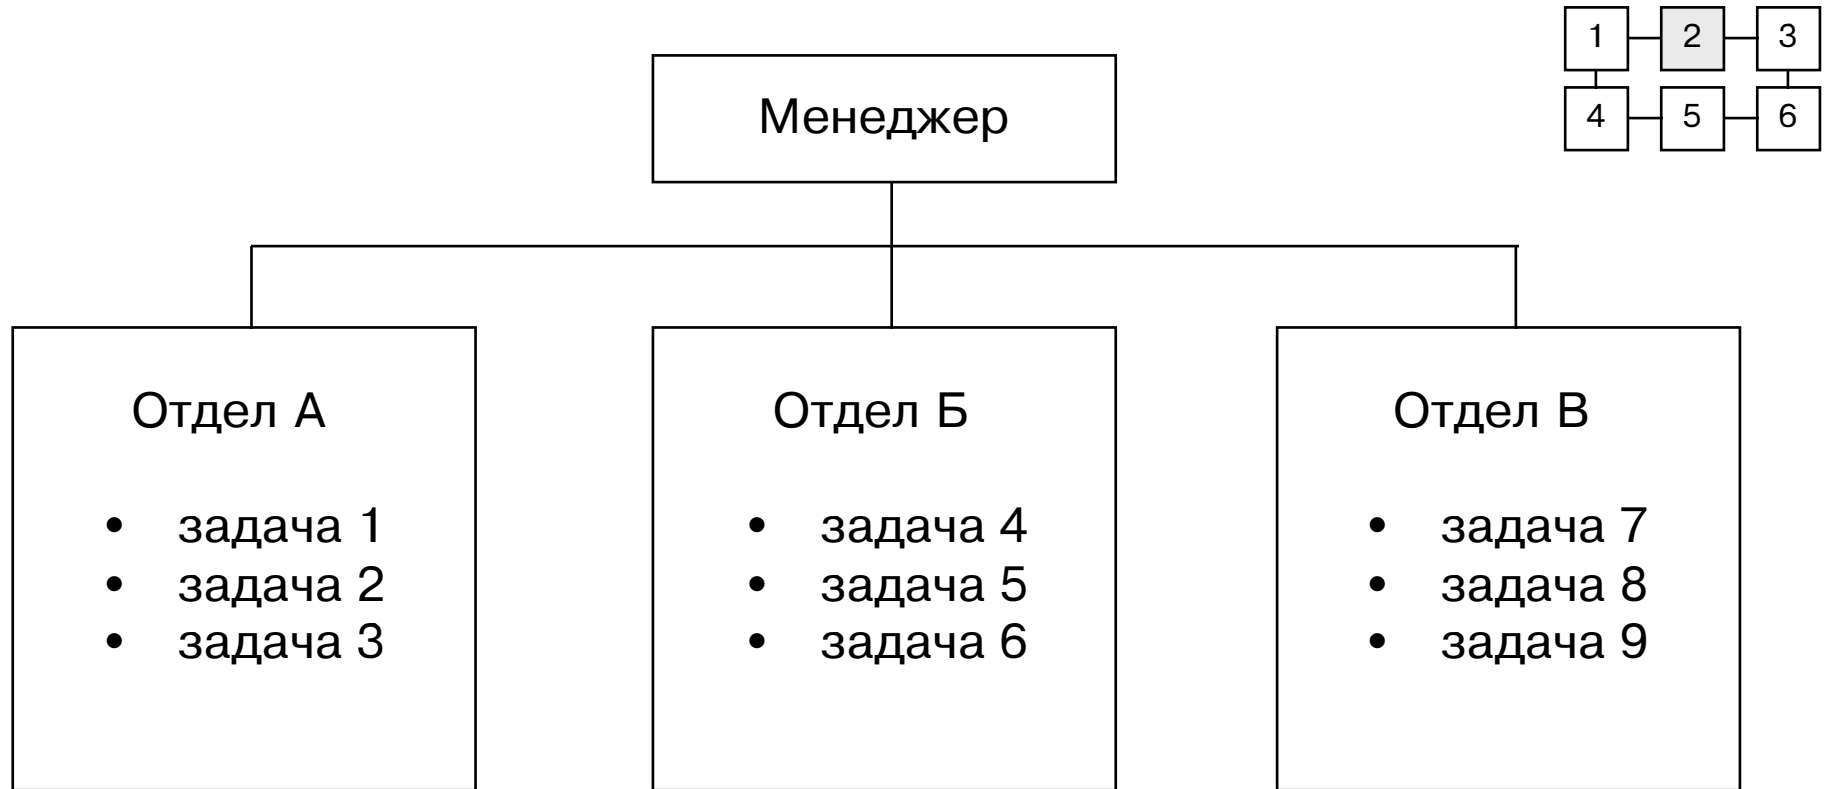 1 2 3
4 5 6
Менеджер
Отдел А
• задача 1
• задача 2
• задача 3
Отдел Б
• задача 4
• задача 5
• задача 6
Отдел В
• задача 7
• задача 8
• задача 9